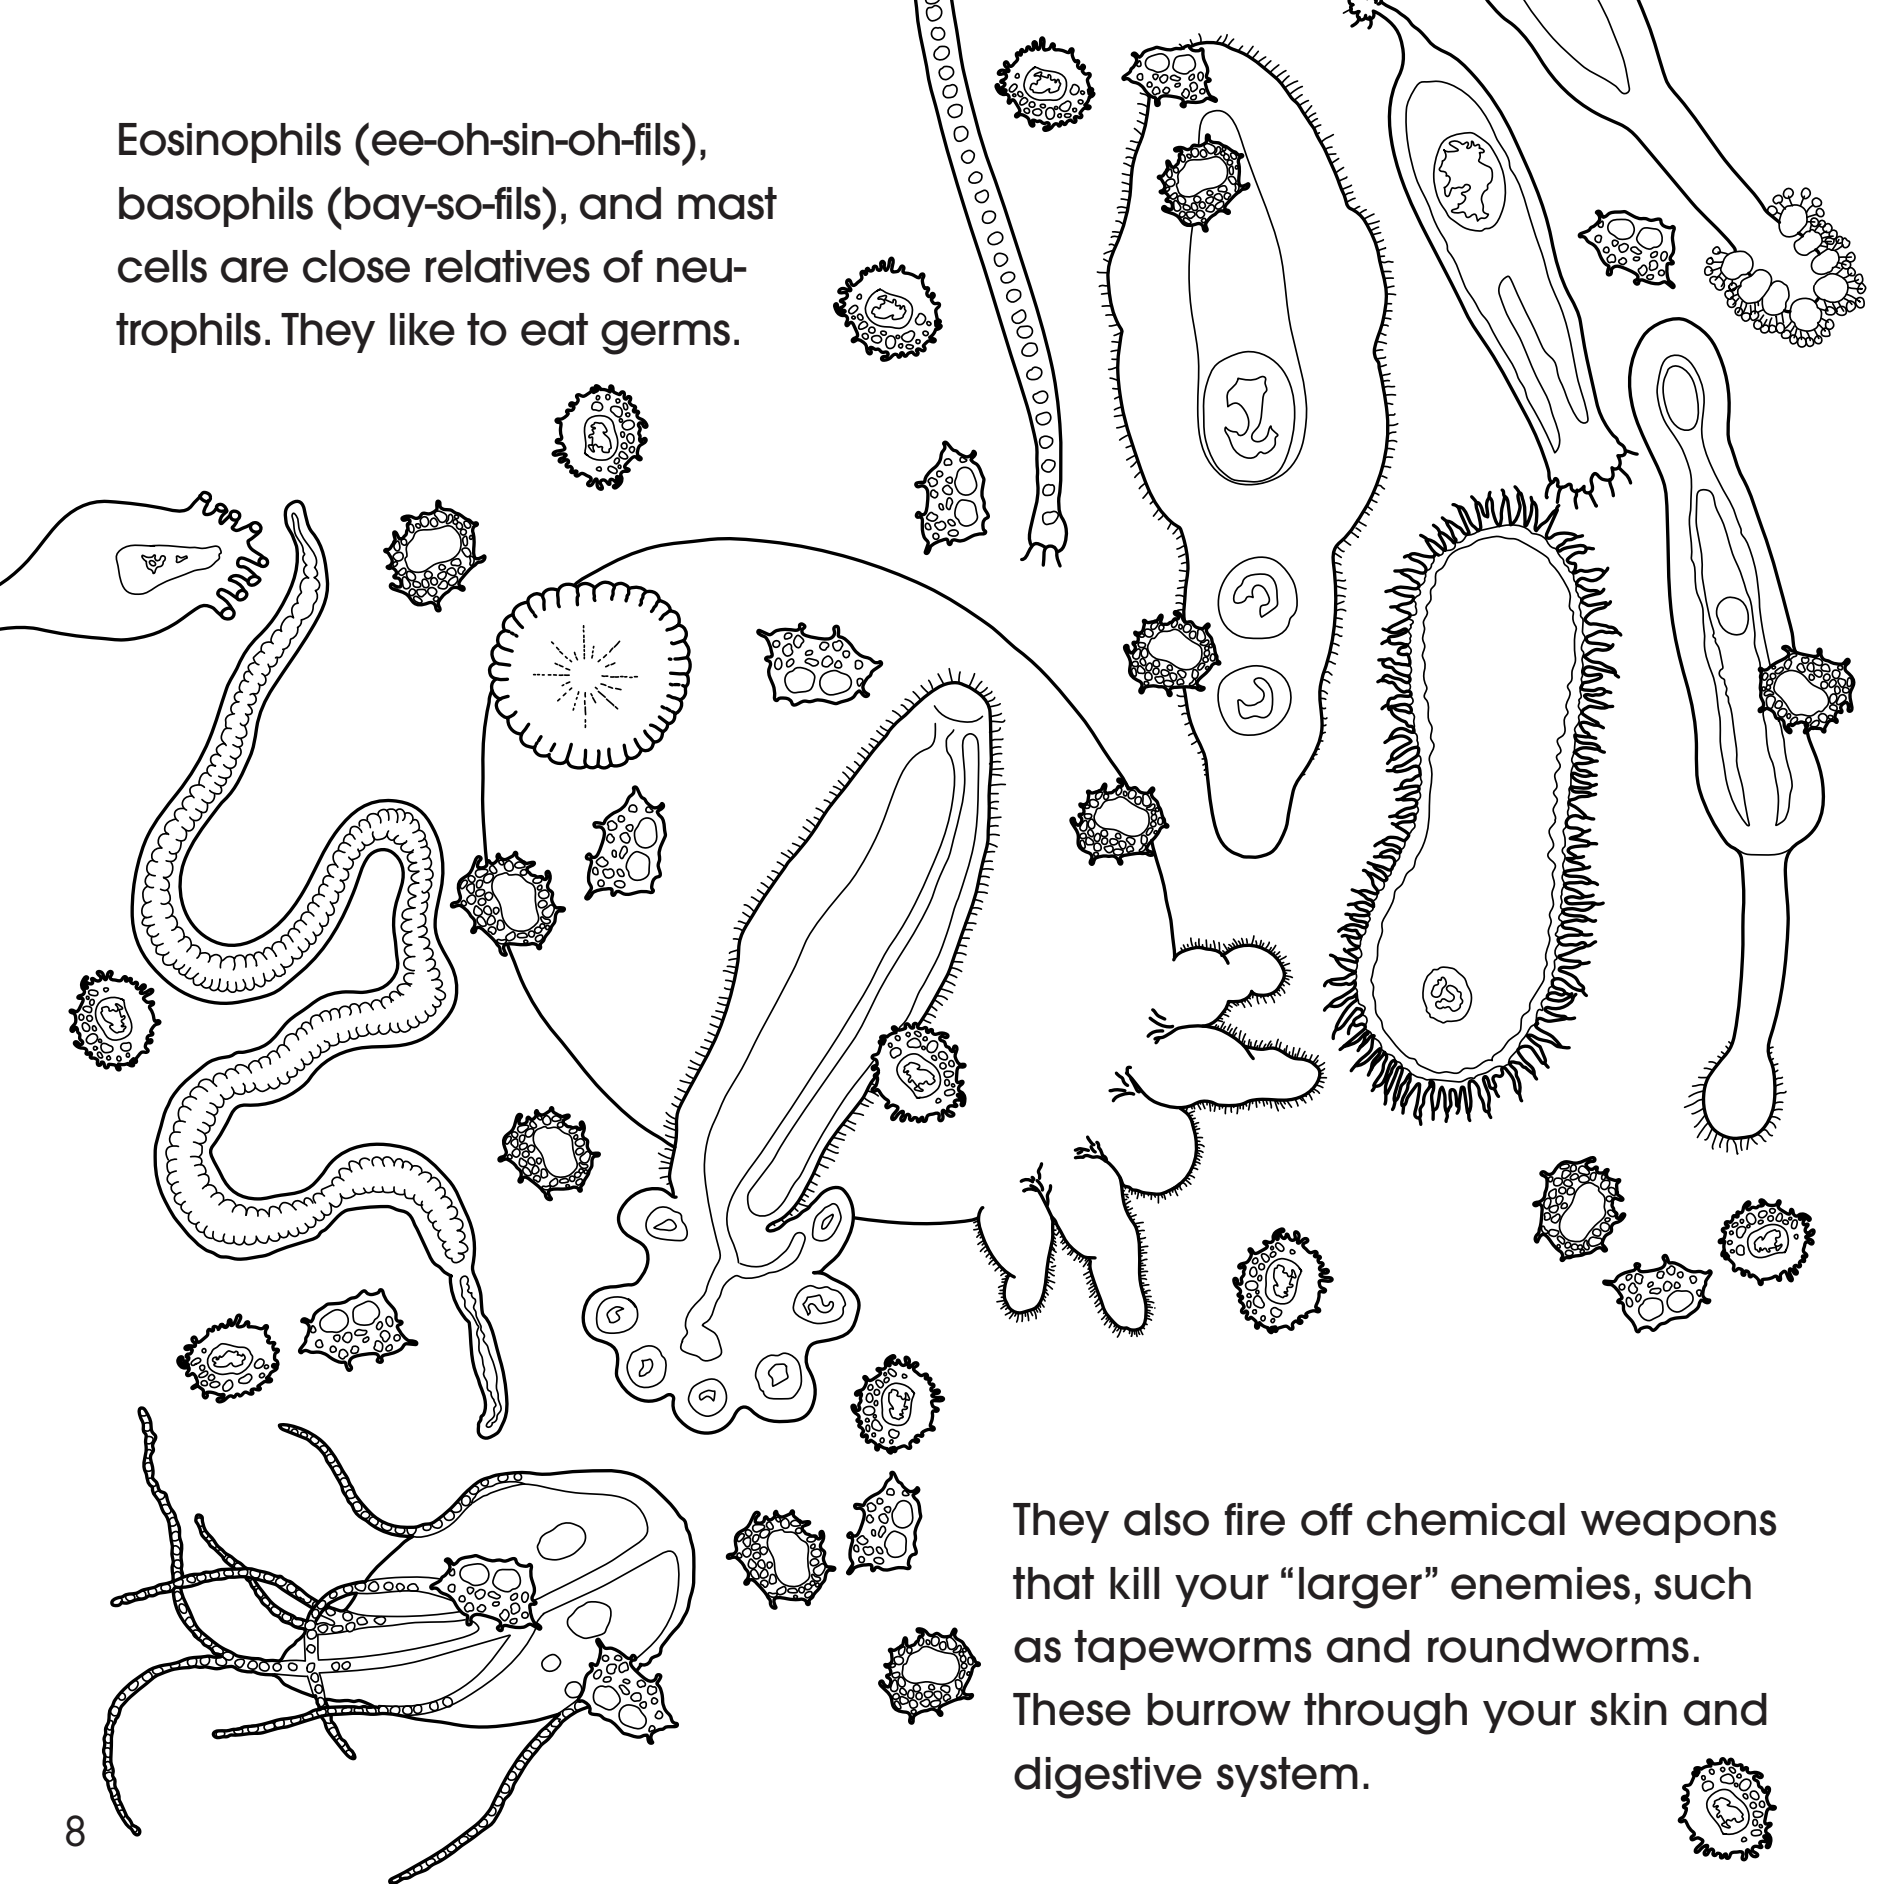 Eosinophils (ee-oh-sin-oh-fils),
basophils (bay-so-fils), and mast
cells are close relatives of neu-
trophils. They like to eat germs.
They also fire off chemical weapons
that kill your “larger” enemies, such
as tapeworms and roundworms.
These burrow through your skin and
digestive system.
8